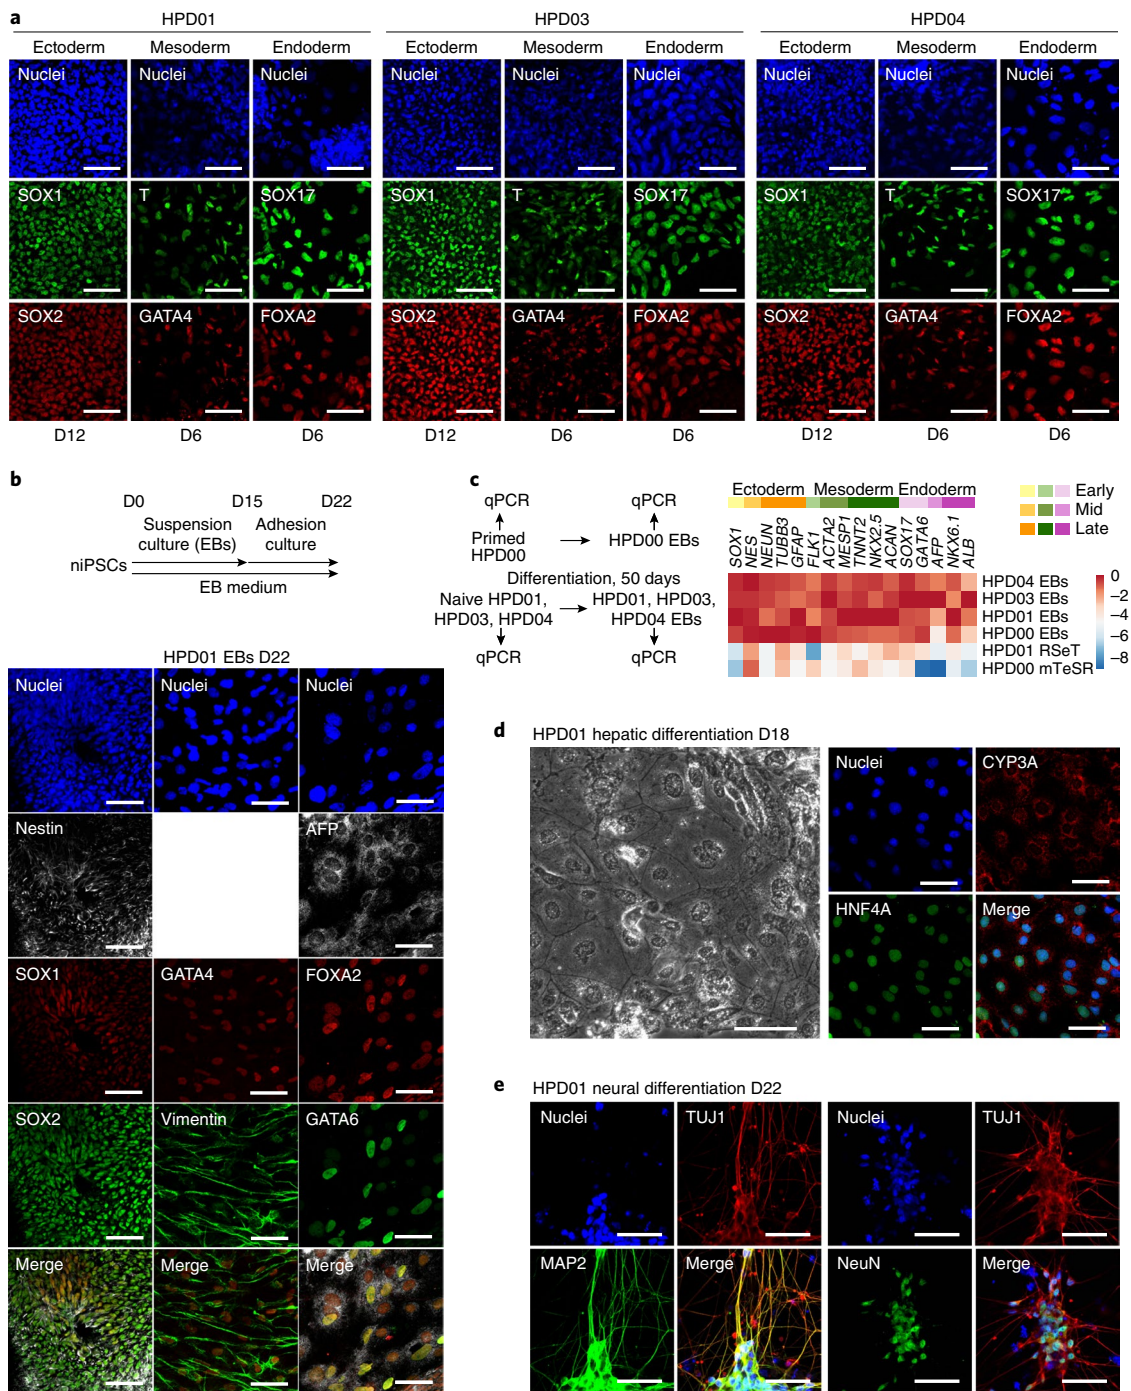 a
HPD01 HPD03 HPD04
Ectoderm Mesoderm Endoderm Ectoderm Mesoderm Endoderm Ectoderm Mesoderm Endoderm
Nuclei Nuclei Nuclei Nuclei Nuclei Nuclei Nuclei Nuclei Nuclei
SOX1 T SOX17 SOX1 T SOX17 SOX1 T SOX17
SOX2 GATA4 FOXA2 SOX2 GATA4 FOXA2 SOX2 GATA4 FOXA2
D12 D6 D6 D12 D6 D6 D12 D6 D6
b
D0 D15 D22
Suspension culture (EBs)
Adhesion culture
niPSCs
EB medium
HPD01 EBs D22
Nuclei Nuclei Nuclei
Nestin AFP
SOX1 GATA4 FOXA2
SOX2 Vimentin GATA6
Merge Merge Merge
c
qPCR qPCR
Primed HPD00
HPD00 EBs
Differentiation, 50 days
Naive HPD01, HPD03, HPD04
HPD01, HPD03, HPD04 EBs
qPCR qPCR
Ectoderm Mesoderm Endoderm
Early
Mid
Late
SOX1 NES NEUN TUBB3 GFAP FLK1 ACTA2 MESP1 TNNT2 NKX2.5 ACAN SOX17 GATA6 AFP NKX6.1 ALB
HPD04 EBs
HPD03 EBs
HPD01 EBs
HPD00 EBs
HPD01 RSeT
HPD00 mTeSR
0
−2
−4
−6
−8
d
HPD01 hepatic differentiation D18
Nuclei CYP3A
HNF4A Merge
e
HPD01 neural differentiation D22
Nuclei TUJ1 Nuclei TUJ1
MAP2 Merge NeuN Merge